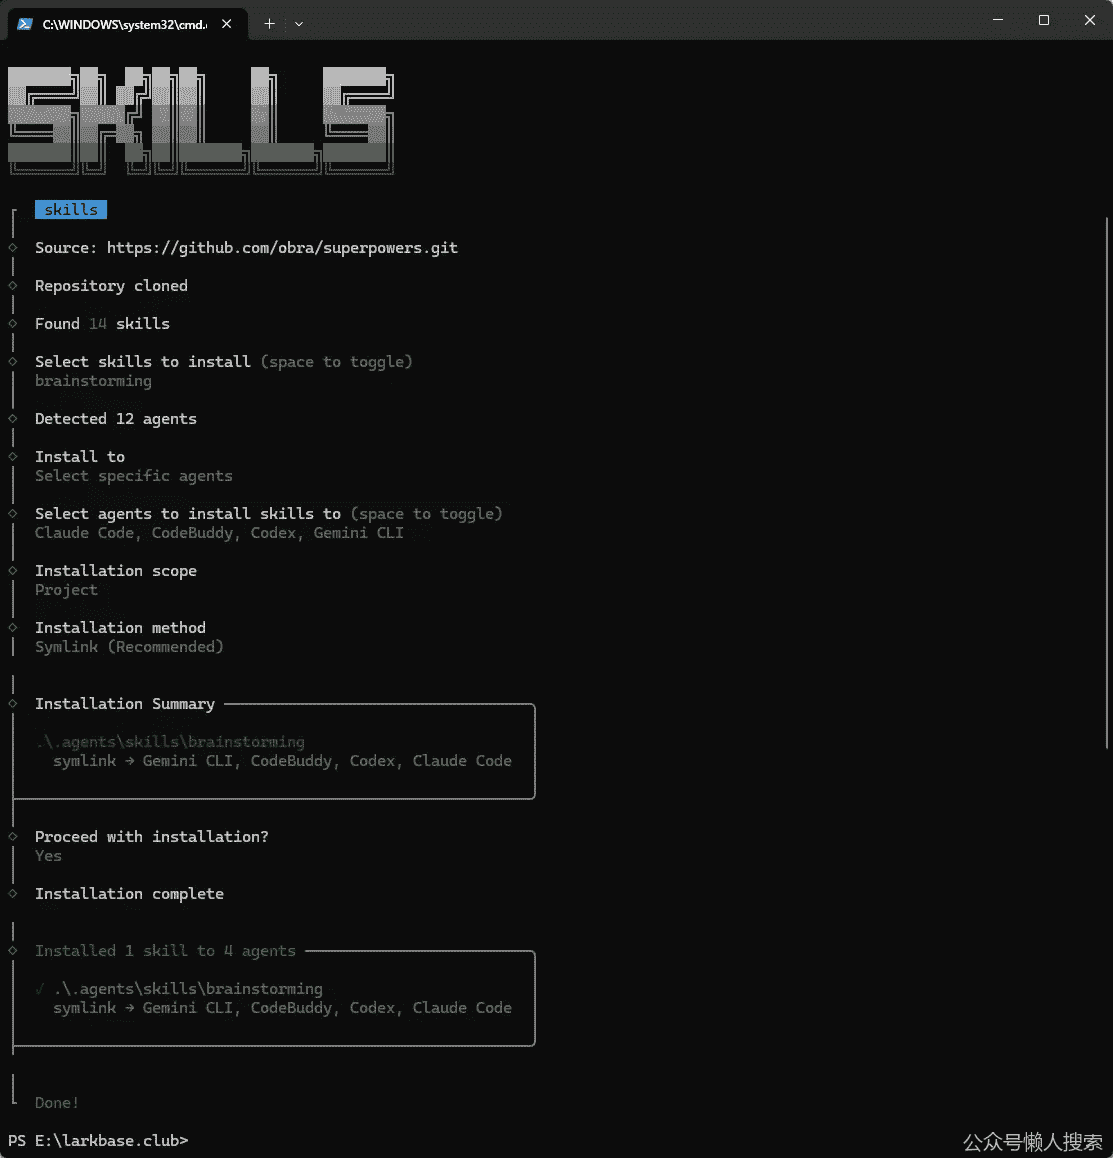 C:\WINDOWS\system32\cmd.
SKILLS
skills
Source: https://github.com/obra/superpowers.git
Repository cloned
Found 14 skills
Select skills to install (space to toggle)
brainstorming
Detected 12 agents
Install to
Select specific agents
Select agents to install skills to (space to toggle)
Claude Code, CodeBuddy, Codex, Gemini CLI
Installation scope
Project
Installation method
Symlink (Recommended)
Installation Summary
.\.agents\skills\brainstorming
symlink → Gemini CLI, CodeBuddy, Codex, Claude Code
Proceed with installation?
Yes
Installation complete
Installed 1 skill to 4 agents
✓ .\.agents\skills\brainstorming
symlink → Gemini CLI, CodeBuddy, Codex, Claude Code
Done!
PS E:\larkbase.club>
公众号懒人搜索